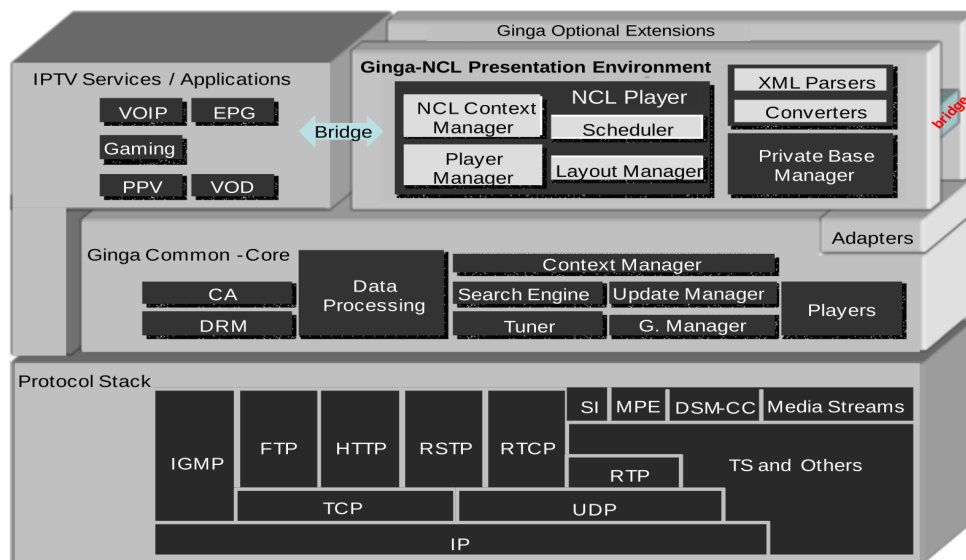 Ginga Optional Extensions
IPTV Services / Applications
VOIP
EPG
Gaming
PPV
VOD
Bridge
Ginga-NCL Presentation Environment
NCL Player
NCL Context
Manager
Scheduler
Player
Manager
Layout Manager
XML Parsers
Converters
Private Base
Manager
bridge
Adapters
Ginga Common -Core
CA
DRM
Data
Processing
Context Manager
Search Engine
Update Manager
Tuner
G. Manager
Players
Protocol Stack
IGMP
FTP
HTTP
RSTP
RTCP
SI
MPE
DSM-CC
Media Streams
RTP
TS and Others
TCP
UDP
IP